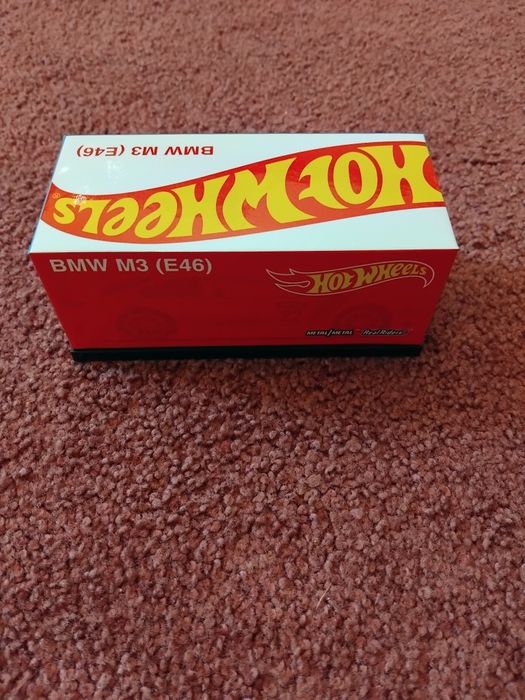 BMW M3 (E46)
HOT WHEELS®
BMW M3 (E46)
HOT WHEELS
METAL/METAL Real Riders